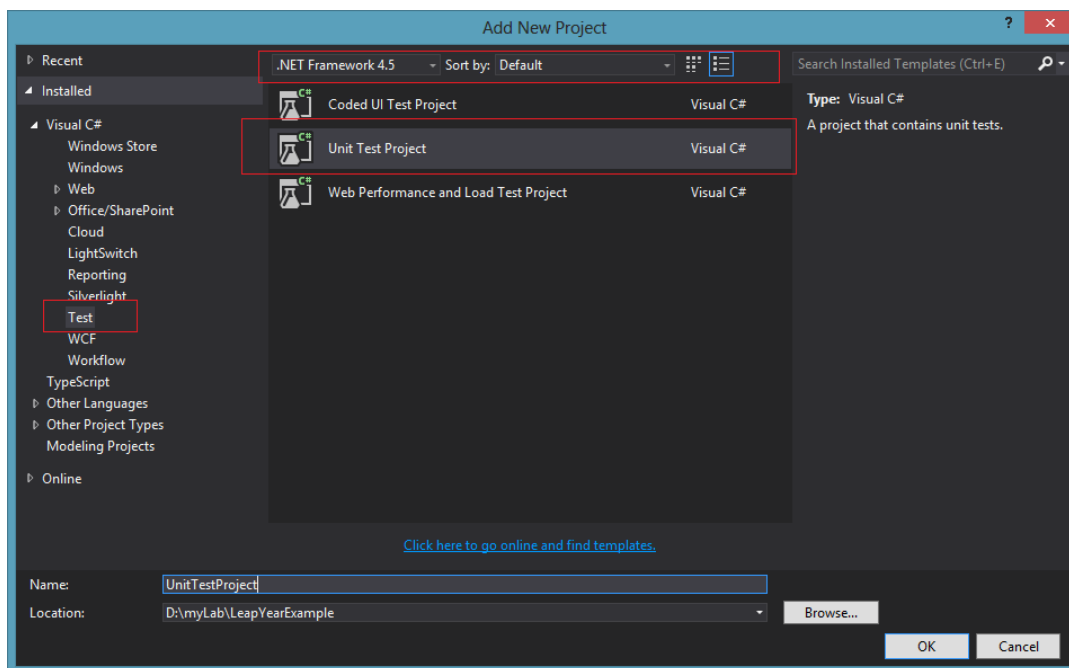 Add New Project
?
Recent
.NET Framework 4.5 Sort by: Default
Search Installed Templates (Ctrl+E)
Installed
Visual C#
Windows Store
Windows
Web
Office/SharePoint
Cloud
LightSwitch
Reporting
Silverlight
Test
WCF
Workflow
TypeScript
Other Languages
Other Project Types
Modeling Projects
Online
C# Coded UI Test Project Visual C#
C# Unit Test Project Visual C#
C# Web Performance and Load Test Project Visual C#
Type: Visual C#
A project that contains unit tests.
Click here to go online and find templates.
Name: UnitTestProject
Location: D:\myLab\LeapYearExample
Browse...
OK Cancel